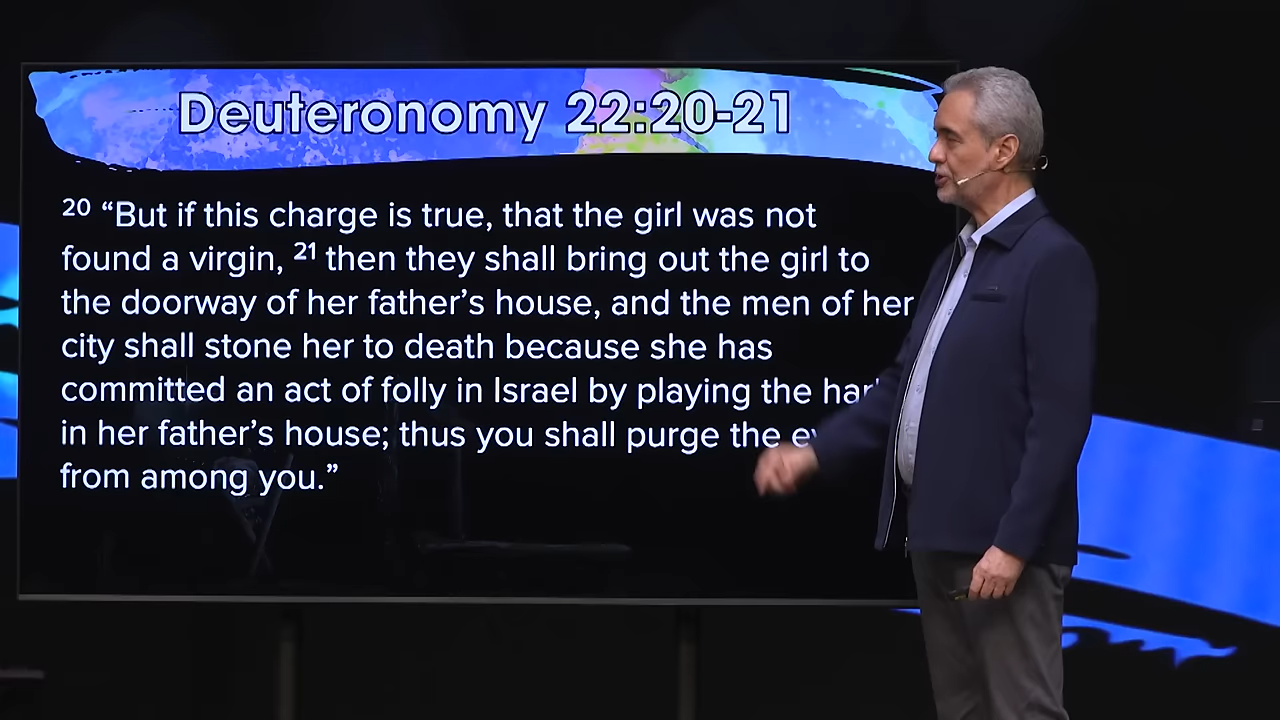 Deuteronomy 22:20-21
20 “But if this charge is true, that the girl was not
found a virgin, 21 then they shall bring out the girl to
the doorway of her father’s house, and the men of her
city shall stone her to death because she has
committed an act of folly in Israel by playing the
in her father’s house; thus you shall purge the
from among you.”